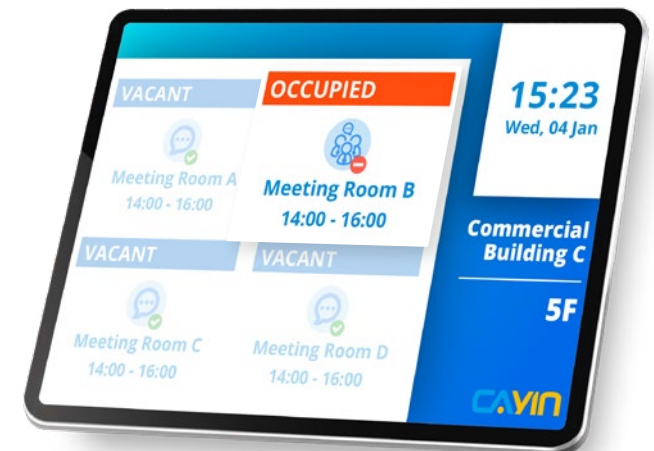 VACANT
Meeting Room A
14:00 - 16:00
OCCUPIED
Meeting Room B
14:00 - 16:00
VACANT
Meeting Room C
14:00 - 16:00
VACANT
Meeting Room D
14:00 - 16:00
15:23
Wed, 04 Jan
Commercial
Building C
5F
CAYIN